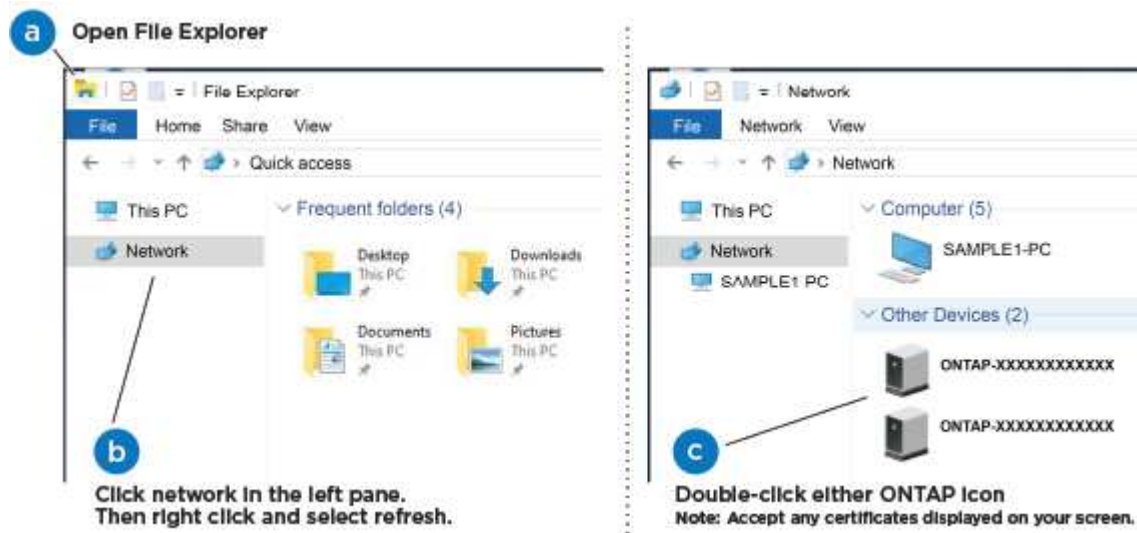 a
Open File Explorer
File Explorer
File Home Share View
Quick access
This PC
Network
Frequent folders (4)
Desktop
This PC
Downloads
This PC
Documents
This PC
Pictures
This PC
b
Click network in the left pane.
Then right click and select refresh.
Network
File Network View
Network
This PC
Network
SAMPLE1 PC
Computer (5)
SAMPLE1-PC
Other Devices (2)
ONTAP-XXXXXXXXXXXX
ONTAP-XXXXXXXXXXXX
c
Double-click either ONTAP icon
Note: Accept any certificates displayed on your screen.